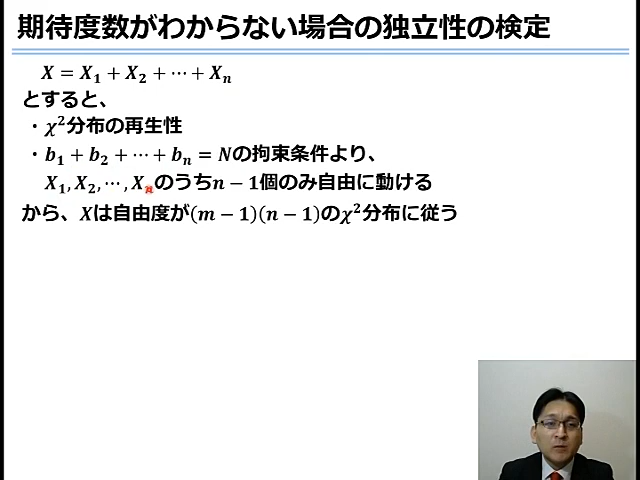 期待度数がわからない場合の独立性の検定
X = X₁ + X₂ + ⋯ + Xₙ
とすると、
・χ²分布の再生性
・b₁ + b₂ + ⋯ + bₙ = Nの拘束条件より、
X₁, X₂, ⋯, Xₙのうちn − 1個のみ自由に動ける
から、Xは自由度が(m − 1)(n − 1)のχ²分布に従う